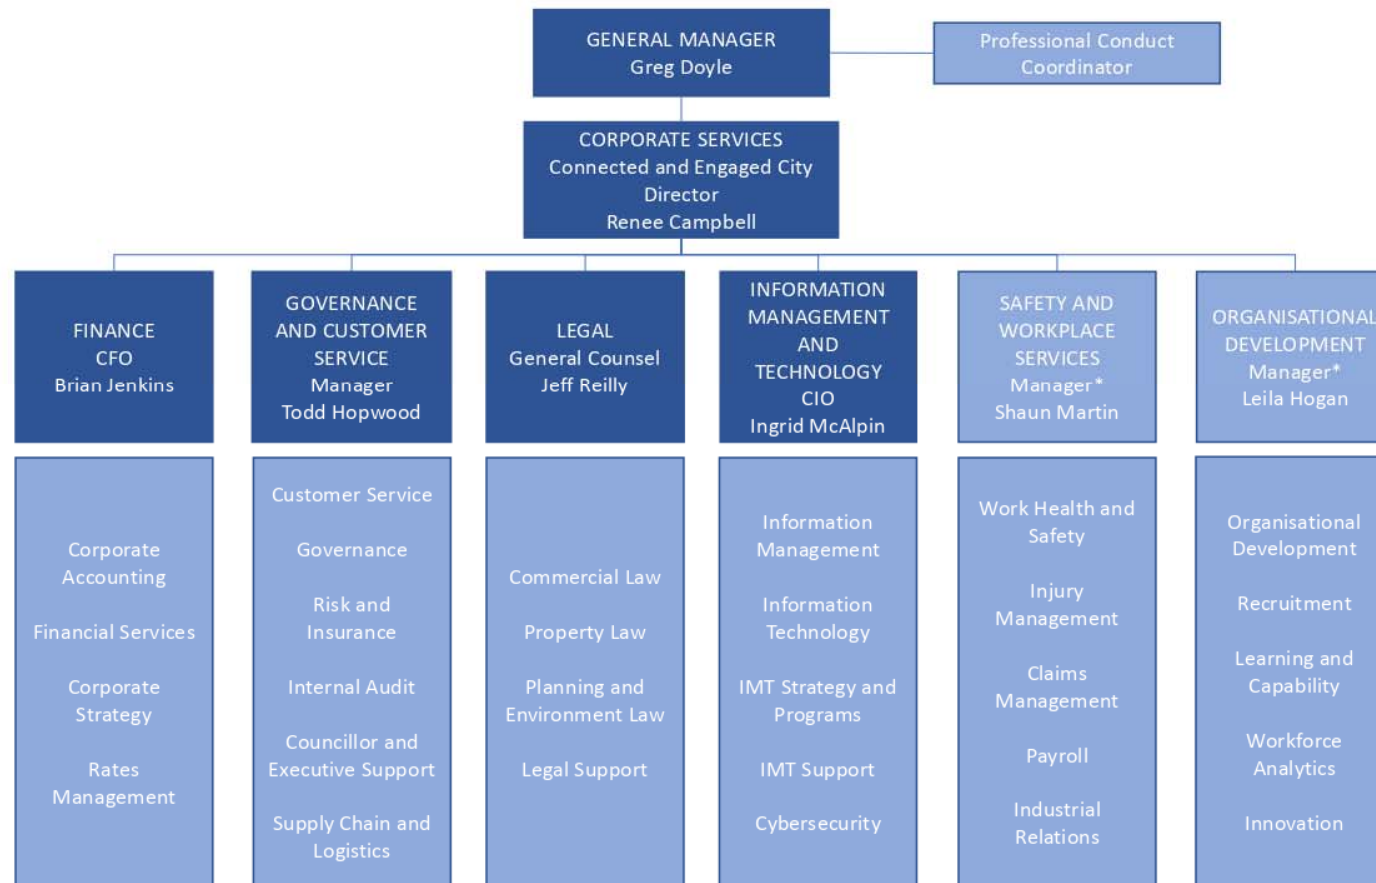 GENERAL MANAGER
Greg Doyle
Professional Conduct
Coordinator
CORPORATE SERVICES
Connected and Engaged City
Director
Renee Campbell
FINANCE
CFO
Brian Jenkins
GOVERNANCE
AND CUSTOMER
SERVICE
Manager
Todd Hopwood
LEGAL
General Counsel
Jeff Reilly
INFORMATION
MANAGEMENT
AND
TECHNOLOGY
CIO
Ingrid McAlpin
SAFETY AND
WORKPLACE
SERVICES
Manager*
Shaun Martin
ORGANISATIONAL
DEVELOPMENT
Manager*
Leila Hogan
Corporate
Accounting
Financial Services
Corporate
Strategy
Rates
Management
Customer Service
Governance
Risk and
Insurance
Internal Audit
Councillor and
Executive Support
Supply Chain and
Logistics
Commercial Law
Property Law
Planning and
Environment Law
Legal Support
Information
Management
Information
Technology
IMT Strategy and
Programs
IMT Support
Cybersecurity
Work Health and
Safety
Injury
Management
Claims
Management
Payroll
Industrial
Relations
Organisational
Development
Recruitment
Learning and
Capability
Workforce
Analytics
Innovation